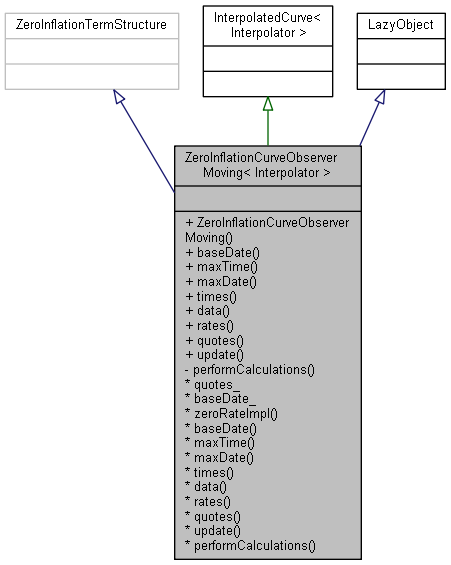 ZeroInflationTermStructure
InterpolatedCurve<
Interpolator >
LazyObject
ZeroInflationCurveObserver
Moving< Interpolator >
+ ZeroInflationCurveObserver
Moving()
+ baseDate()
+ maxTime()
+ maxDate()
+ times()
+ data()
+ rates()
+ quotes()
+ update()
- performCalculations()
* quotes_
* baseDate_
* zeroRateImpl()
* baseDate()
* maxTime()
* maxDate()
* times()
* data()
* rates()
* quotes()
* update()
* performCalculations()